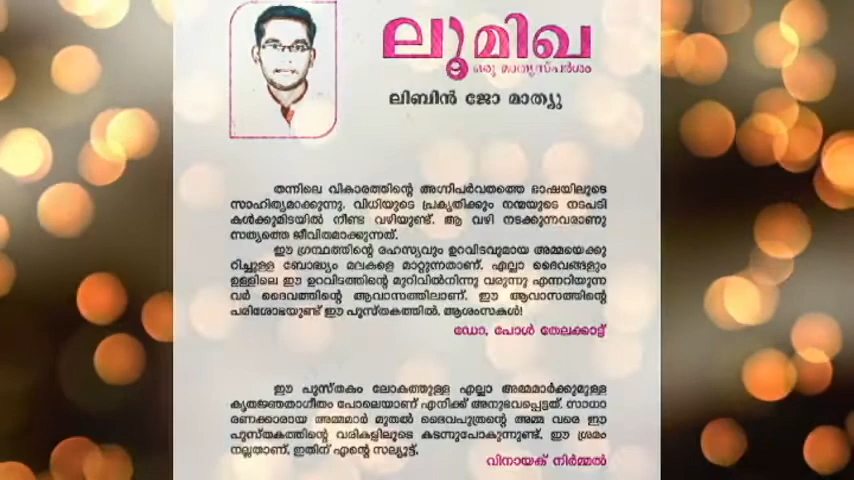 ലൂമിഖ
ഒരു മാതൃസ്പർശം
ലിബിൻ ജോ മാത്യു
തന്നിലെ വികാരത്തിന്റെ അഗ്നിപർവതത്തെ ഭാഷയിലൂടെ
സാഹിത്യമാക്കുന്നു. വിധിയുടെ പ്രകൃതിക്കും നന്മയുടെ നടപടി
കൾക്കുമിടയിൽ നീണ്ട വഴിയുണ്ട്. ആ വഴി നടക്കുന്നവരാണു
സത്യത്തെ ജീവിതമാക്കുന്നത്.
ഈ ഗ്രന്ഥത്തിന്റെ രഹസ്യവും ഉറവിടവുമായ അമ്മയെക്കു
റിച്ചുള്ള ബോദ്ധ്യം മലകളെ മാറ്റുന്നതാണ്. എല്ലാ ദൈവങ്ങളും
ഉള്ളിലെ ഈ ഉറവിടത്തിന്റെ മുറിവിൽനിന്നു വരുന്നു എന്നറിയുന്ന
വർ ദൈവത്തിന്റെ ആവാസത്തിലാണ്. ഈ ആവാസത്തിന്റെ
പരിശോഭയുണ്ട് ഈ പുസ്തകത്തിൽ. ആശംസകൾ!
ഡോ. പോൾ തേലക്കാട്ട്
ഈ പുസ്തകം ലോകത്തുള്ള എല്ലാ അമ്മമാർക്കുമുള്ള
കൃതജ്ഞതാഗീതം പോലെയാണ് എനിക്ക് അനുഭവപ്പെട്ടത്. സാധാ
രണക്കാരായ അമ്മമാർ മുതൽ ദൈവപുത്രന്റെ അമ്മ വരെ ഈ
പുസ്തകത്തിന്റെ വരികളിലൂടെ കടന്നുപോകുന്നുണ്ട്. ഈ ശ്രമം
നല്ലതാണ്. ഇതിന് എന്റെ സല്യൂട്ട്.
വിനായക് നിർമ്മൽ